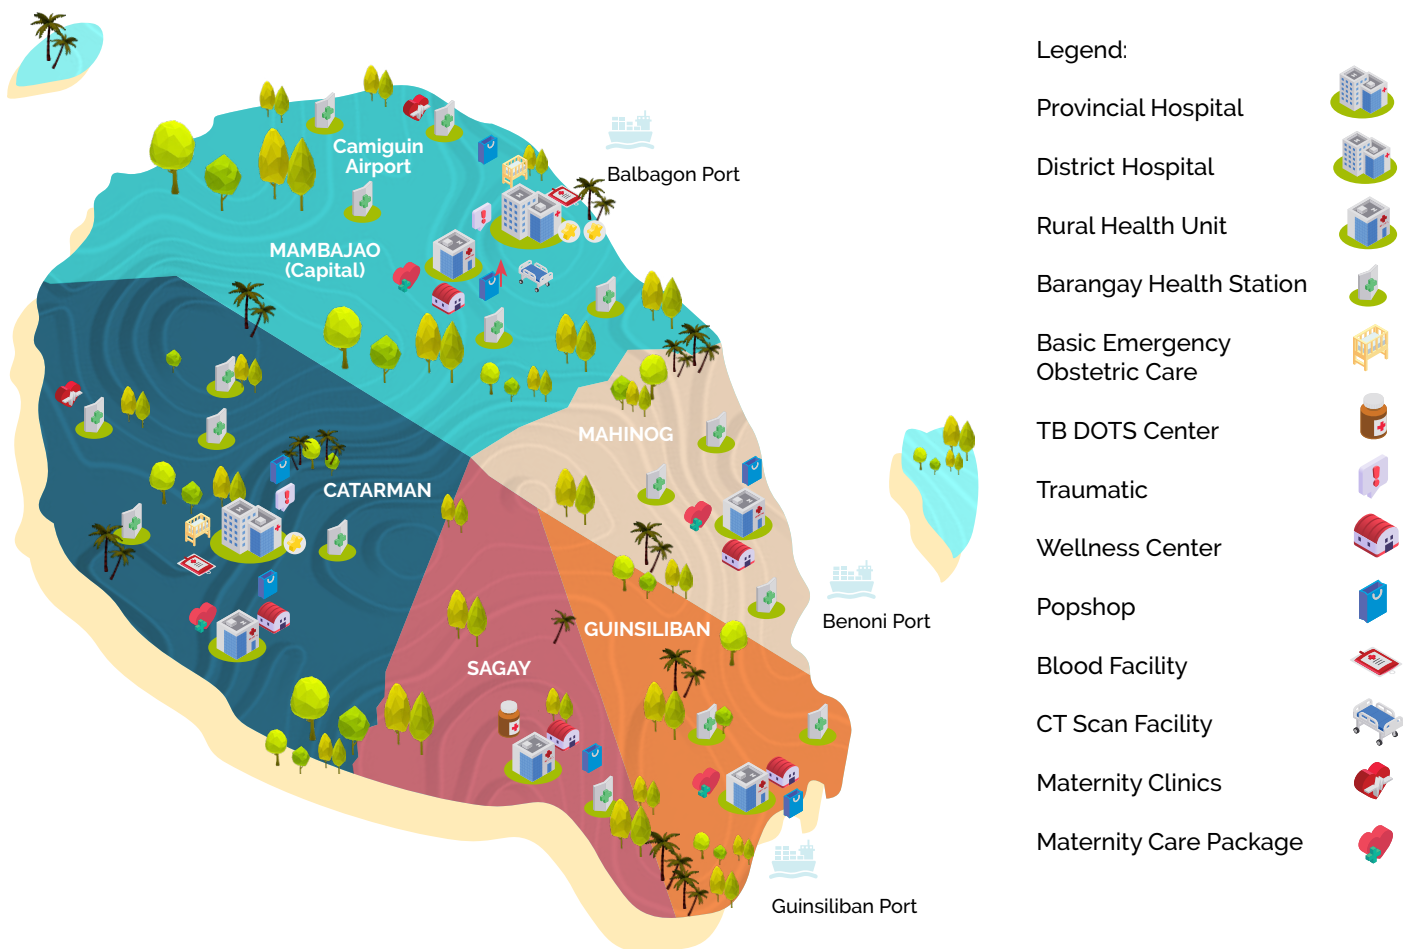 Camiguin
Airport
Balbagon Port
MAMBAJAO
(Capital)
MAHINOG
CATARMAN
GUINSILIBAN
Benoni Port
SAGAY
Guinsiliban Port
Legend:
Provincial Hospital
District Hospital
Rural Health Unit
Barangay Health Station
Basic Emergency
Obstetric Care
TB DOTS Center
Traumatic
Wellness Center
Popshop
Blood Facility
CT Scan Facility
Maternity Clinics
Maternity Care Package